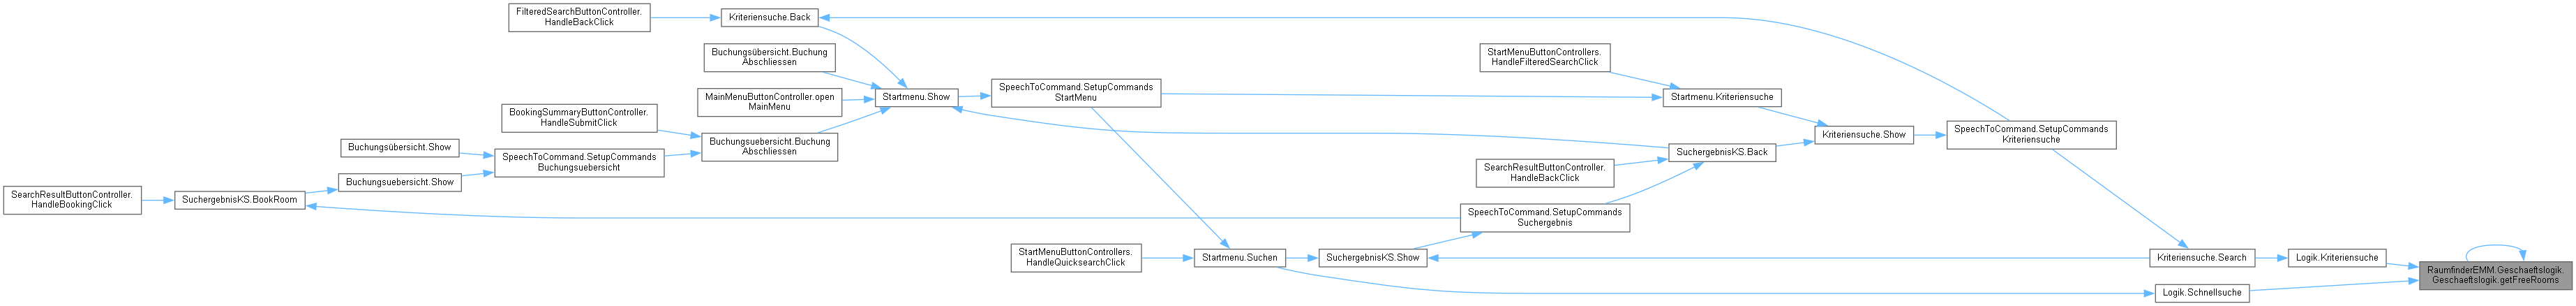 FilteredSearchButtonController.
HandleBackClick
Kriteriensuche.Back
Buchungsübersicht.Buchung
Abschliessen
StartMenuButtonControllers.
HandleFilteredSearchClick
SpeechToCommand.SetupCommands
StartMenu
MainMenuButtonController.open
MainMenu
Startmenu.Show
Startmenu.Kriteriensuche
BookingSummaryButtonController.
HandleSubmitClick
Kriteriensuche.Show
SpeechToCommand.SetupCommands
Kriteriensuche
Buchungsübersicht.Show
Buchungsuebersicht.Buchung
Abschliessen
SpeechToCommand.SetupCommands
Buchungsuebersicht
SuchergebnisKS.Back
SearchResultButtonController.
HandleBackClick
Buchungsuebersicht.Show
SearchResultButtonController.
HandleBookingClick
SuchergebnisKS.BookRoom
SpeechToCommand.SetupCommands
Suchergebnis
StartMenuButtonControllers.
HandleQuicksearchClick
Startmenu.Suchen
SuchergebnisKS.Show
Kriteriensuche.Search
Logik.Kriteriensuche
RaumfinderEMM.Geschaeftslogik.
Geschaeftslogik.getFreeRooms
Logik.Schnellsuche